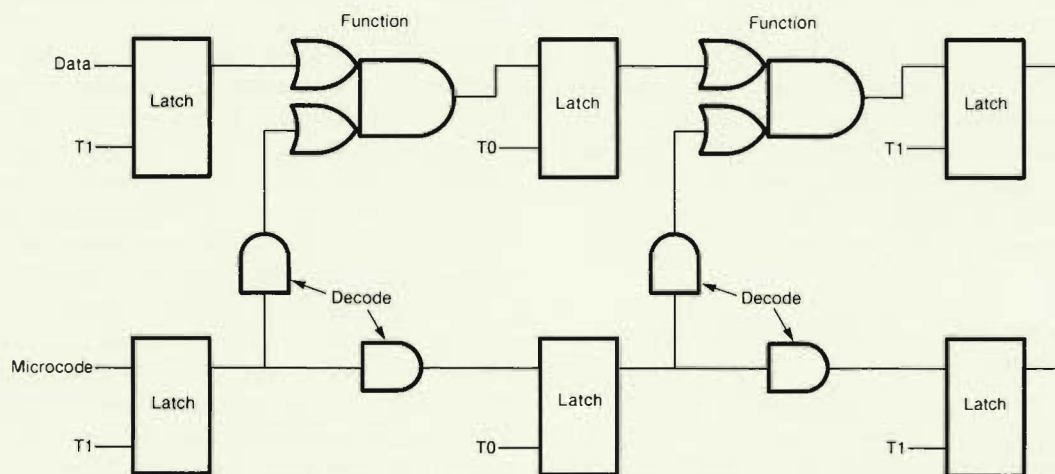 Function
Function
Data
Latch
Latch
Latch
T1
T0
T1
Decode
Decode
Microcode
Latch
Latch
Latch
T1
T0
T1